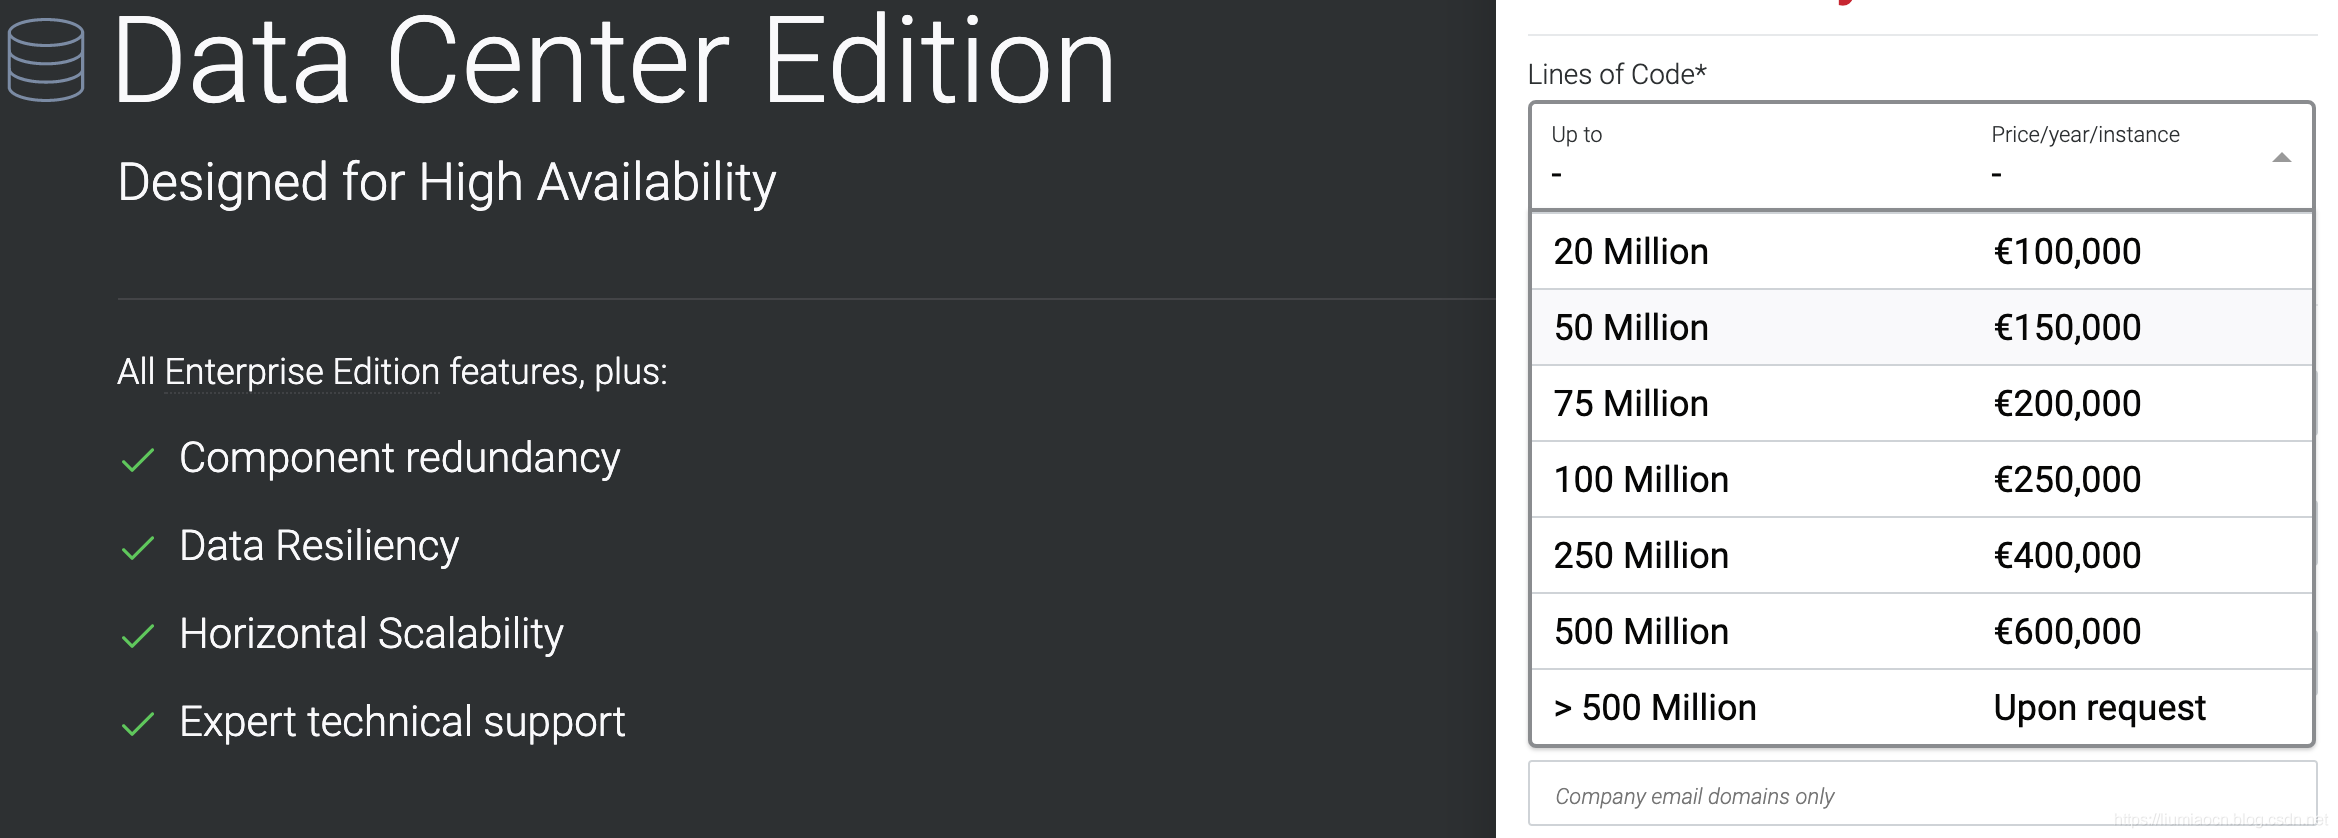 Data Center Edition
Designed for High Availability
All Enterprise Edition features, plus:
Component redundancy
Data Resiliency
Horizontal Scalability
Expert technical support
Lines of Code*
Up to Price/year/instance
- -
20 Million €100,000
50 Million €150,000
75 Million €200,000
100 Million €250,000
250 Million €400,000
500 Million €600,000
> 500 Million Upon request
Company email domains only
https://liumiaocn.blog.csdn.net